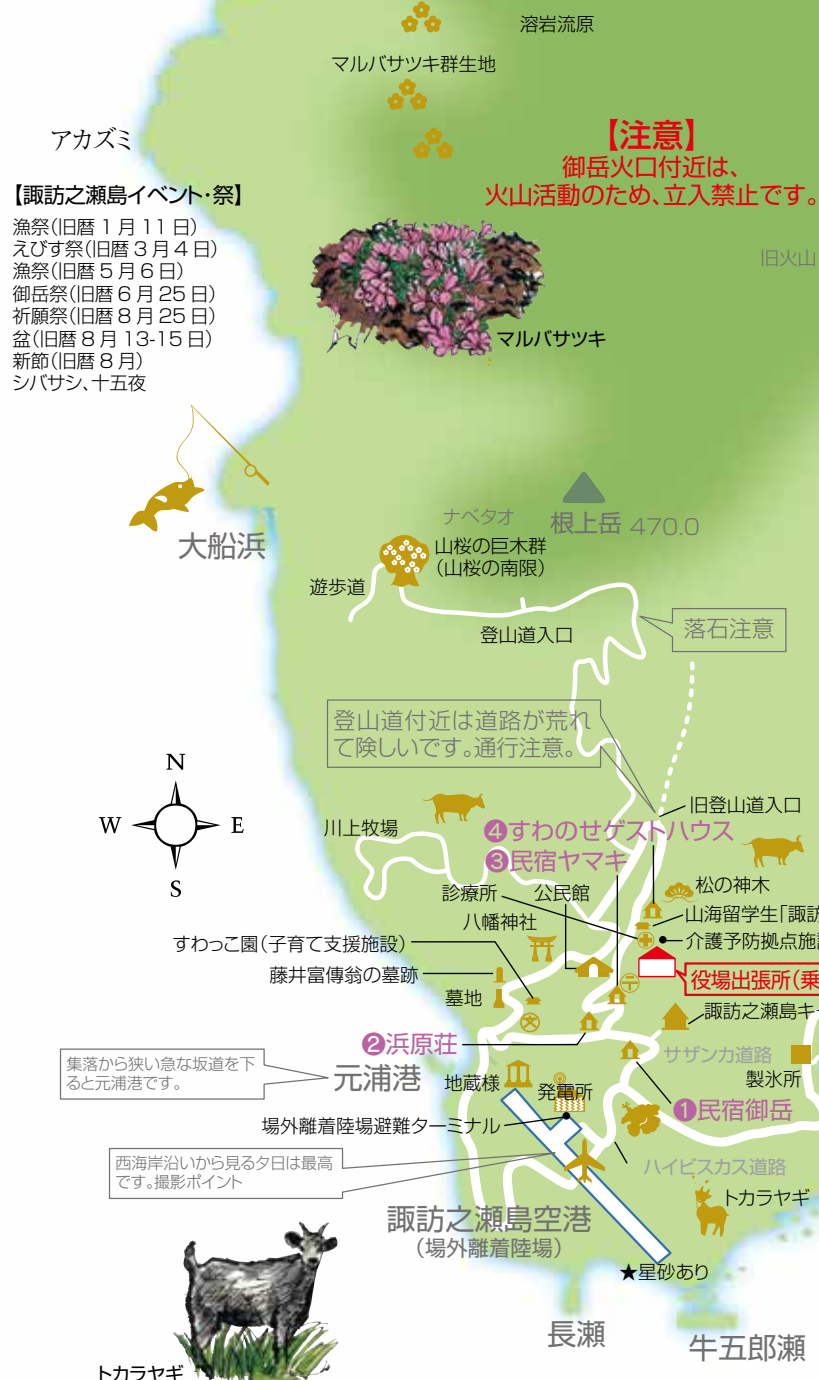 溶岩流原
マルバサツキ群生地
アカズミ
【注意】
御岳火口付近は、
火山活動のため、立入禁止です。
【諏訪之瀬島イベント・祭】
漁祭(旧暦1月11日)
えびす祭(旧暦3月4日)
漁祭(旧暦5月6日)
御岳祭(旧暦6月25日)
祈願祭(旧暦8月25日)
盆(旧暦8月13-15日)
新節(旧暦8月)
シバサシ、十五夜
旧火山
マルバサツキ
大船浜
ナベタオ
根上岳 470.0
山桜の巨木群
(山桜の南限)
遊歩道
登山道入口
落石注意
登山道付近は道路が荒れ
て険しいです。通行注意。
N
W
E
S
旧登山道入口
川上牧場
❹すわのせゲストハウス
❸民宿ヤマキ
診療所
公民館
松の神木
八幡神社
山海留学生「諏訪
すわっこ園(子育て支援施設)
介護予防拠点施設
藤井富傳翁の墓跡
役場出張所(乗
墓地
諏訪之瀬島キ
❷浜原荘
サザンカ道路
集落から狭い急な坂道を下
ると元浦港です。
元浦港
地蔵様
発電所
製氷所
❶民宿御岳
場外離着陸場避難ターミナル
西海岸沿いから見る夕日は最高
です。撮影ポイント
ハイビスカス道路
トカラヤギ
諏訪之瀬島空港
(場外離着陸場)
★星砂あり
長瀬
牛五郎瀬
トカラヤギ